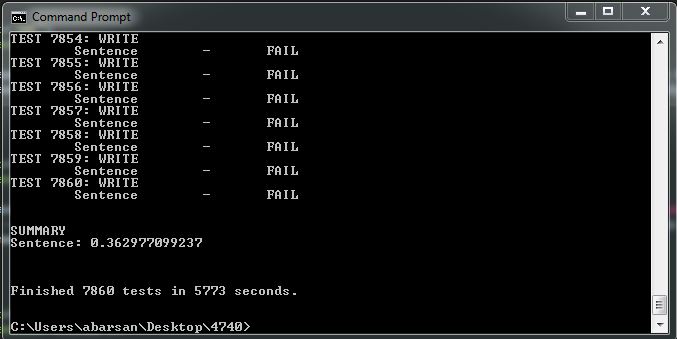 Command Prompt
TEST 7854: WRITE
Sentence - FAIL
TEST 7855: WRITE
Sentence - FAIL
TEST 7856: WRITE
Sentence - FAIL
TEST 7857: WRITE
Sentence - FAIL
TEST 7858: WRITE
Sentence - FAIL
TEST 7859: WRITE
Sentence - FAIL
TEST 7860: WRITE
Sentence - FAIL
SUMMARY
Sentence: 0.362977099237
Finished 7860 tests in 5773 seconds.
C:\Users\abarsan\Desktop\4740>